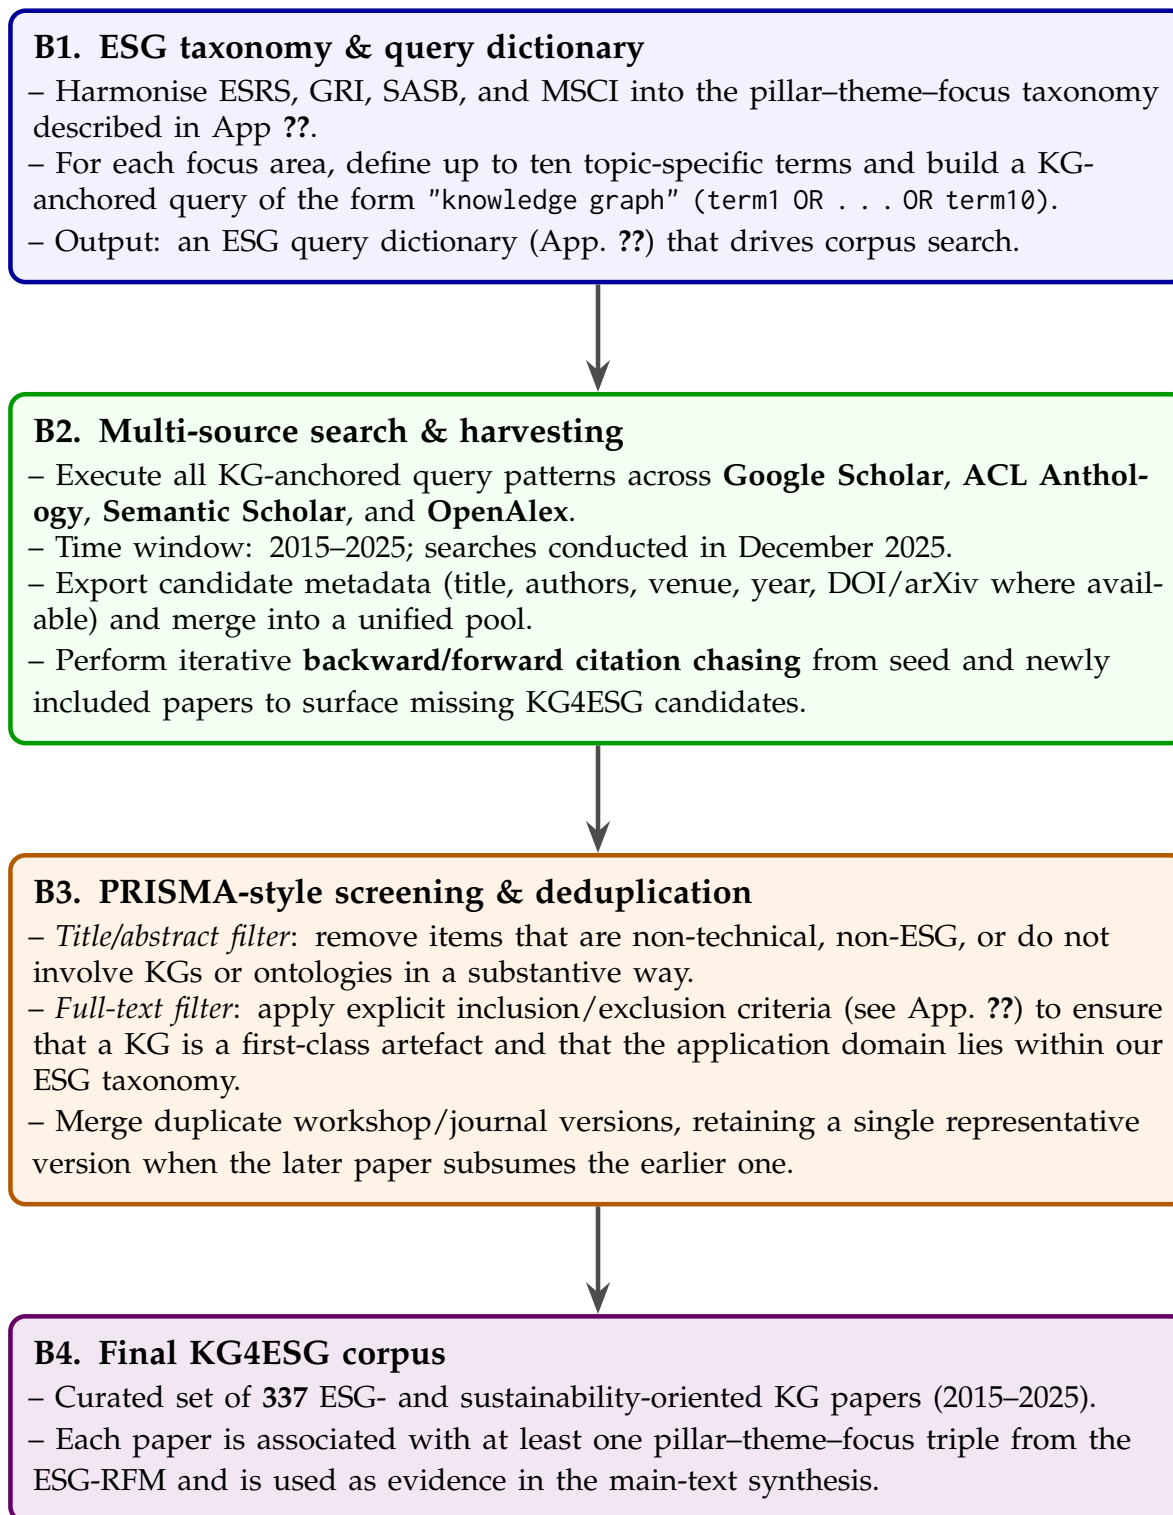 B1. ESG taxonomy & query dictionary
– Harmonise ESRS, GRI, SASB, and MSCI into the pillar–theme–focus taxonomy
described in App ??.
– For each focus area, define up to ten topic-specific terms and build a KG-
anchored query of the form "knowledge graph" (term1 OR . . . OR term10).
– Output: an ESG query dictionary (App. ??) that drives corpus search.
B2. Multi-source search & harvesting
– Execute all KG-anchored query patterns across Google Scholar, ACL Anthol-
ogy, Semantic Scholar, and OpenAlex.
– Time window: 2015–2025; searches conducted in December 2025.
– Export candidate metadata (title, authors, venue, year, DOI/arXiv where avail-
able) and merge into a unified pool.
– Perform iterative backward/forward citation chasing from seed and newly
included papers to surface missing KG4ESG candidates.
B3. PRISMA-style screening & deduplication
– Title/abstract filter: remove items that are non-technical, non-ESG, or do not
involve KGs or ontologies in a substantive way.
– Full-text filter: apply explicit inclusion/exclusion criteria (see App. ??) to ensure
that a KG is a first-class artefact and that the application domain lies within our
ESG taxonomy.
– Merge duplicate workshop/journal versions, retaining a single representative
version when the later paper subsumes the earlier one.
B4. Final KG4ESG corpus
– Curated set of 337 ESG- and sustainability-oriented KG papers (2015–2025).
– Each paper is associated with at least one pillar–theme–focus triple from the
ESG-RFM and is used as evidence in the main-text synthesis.